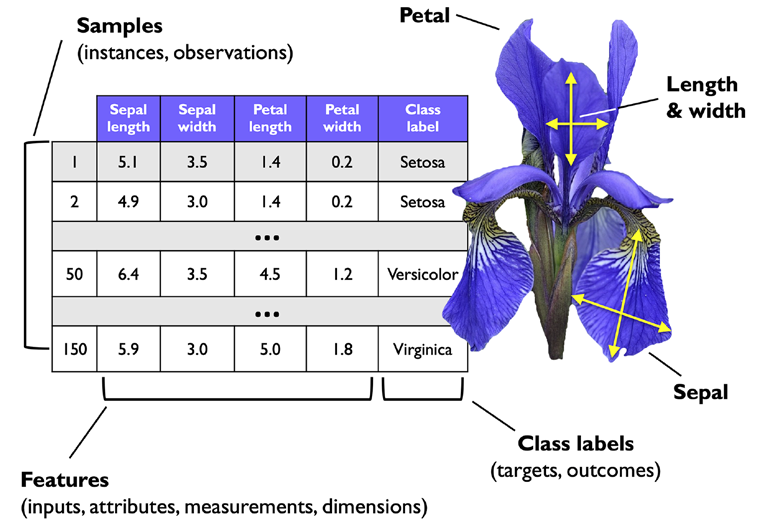 Samples
(instances, observations)
Petal
Length
& width
Sepal length Sepal width Petal length Petal width Class label
1 5.1 3.5 1.4 0.2 Setosa
2 4.9 3.0 1.4 0.2 Setosa
...
50 6.4 3.5 4.5 1.2 Versicolor
...
150 5.9 3.0 5.0 1.8 Virginica
Sepal
Class labels
(targets, outcomes)
Features
(inputs, attributes, measurements, dimensions)